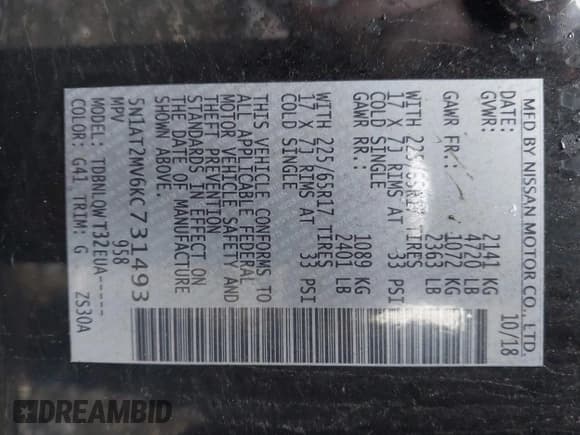 MFD BY NISSAN MOTOR CO., LTD.
DATE: 10/18
GVWR: 2141 KG
4720 LB
GAWR FR.: 1072 KG
2363 LB
WITH 225/65R17 TIRES
17 X 7J RIMS AT 33 PSI
COLD SINGLE
GAWR RR.: 1089 KG
2401 LB
WITH 225/65R17 TIRES
17 X 7J RIMS AT 33 PSI
COLD SINGLE
THIS VEHICLE CONFORMS TO
ALL APPLICABLE FEDERAL
MOTOR VEHICLE SAFETY AND
THEFT PREVENTION
STANDARDS IN EFFECT ON
THE DATE OF MANUFACTURE
SHOWN ABOVE.
5N1AT2MV6KC731493
MPV 958
MODEL: TDBNLQWT32EUA-----
COLOR: G41 TRIM: G ZS30A
DREAMBID